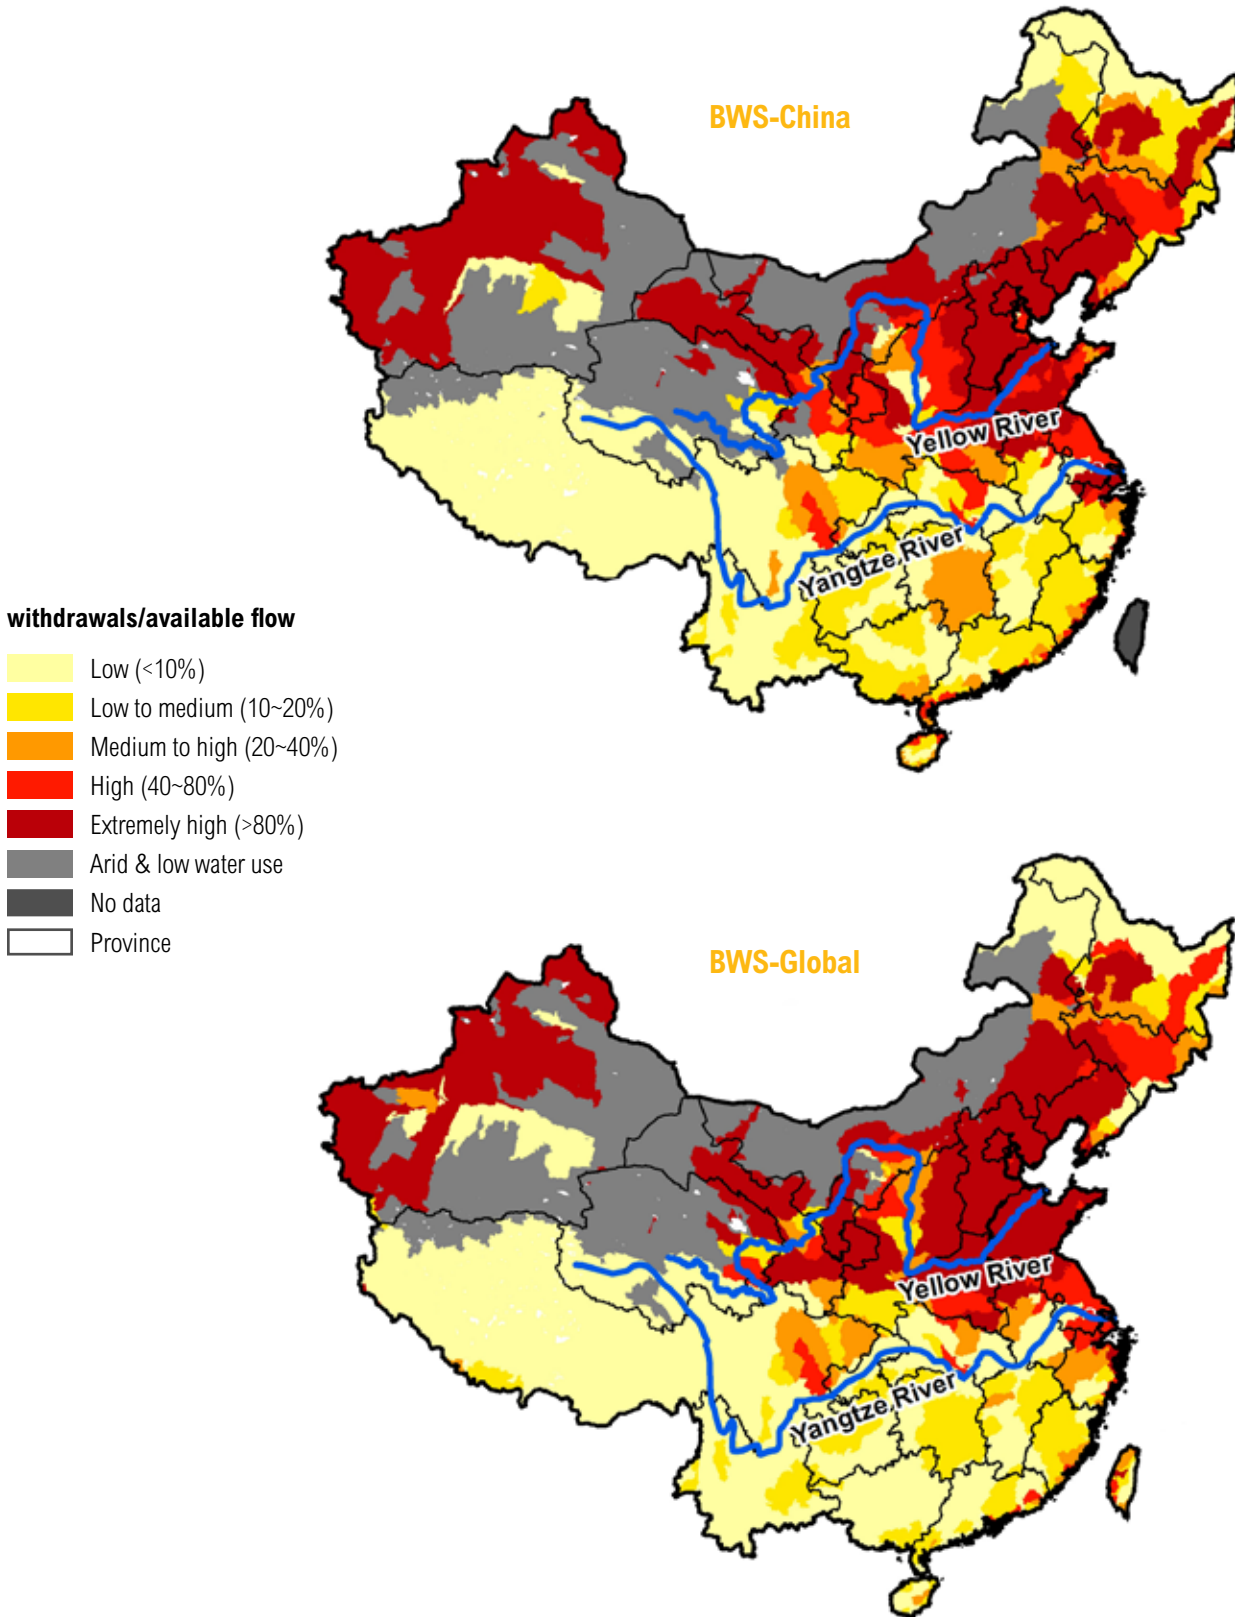 BWS-China
Yellow River
Yangtze River
withdrawals/available flow
Low (<10%)
Low to medium (10~20%)
Medium to high (20~40%)
High (40~80%)
Extremely high (>80%)
Arid & low water use
No data
Province
BWS-Global
Yellow River
Yangtze River